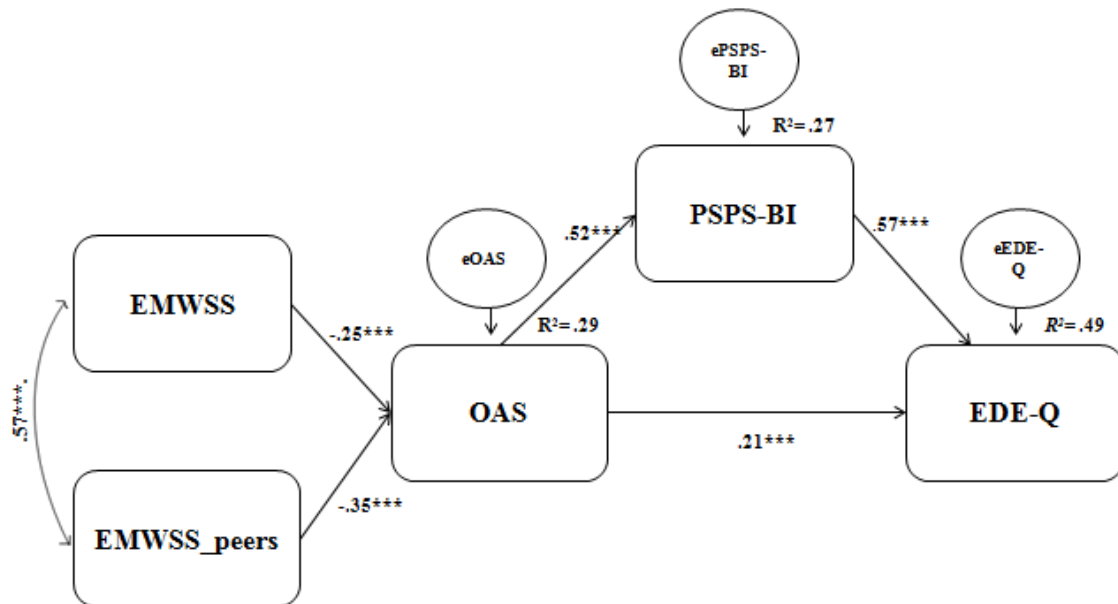 ePSPS-
BI
R²= .27
PSPS-BI
.52***
.57***
eOAS
eEDE-
Q
EMWSS
-.25***
R²= .29
R²= .49
OAS
EDE-Q
.57***.
.21***
-.35***
EMWSS_peers